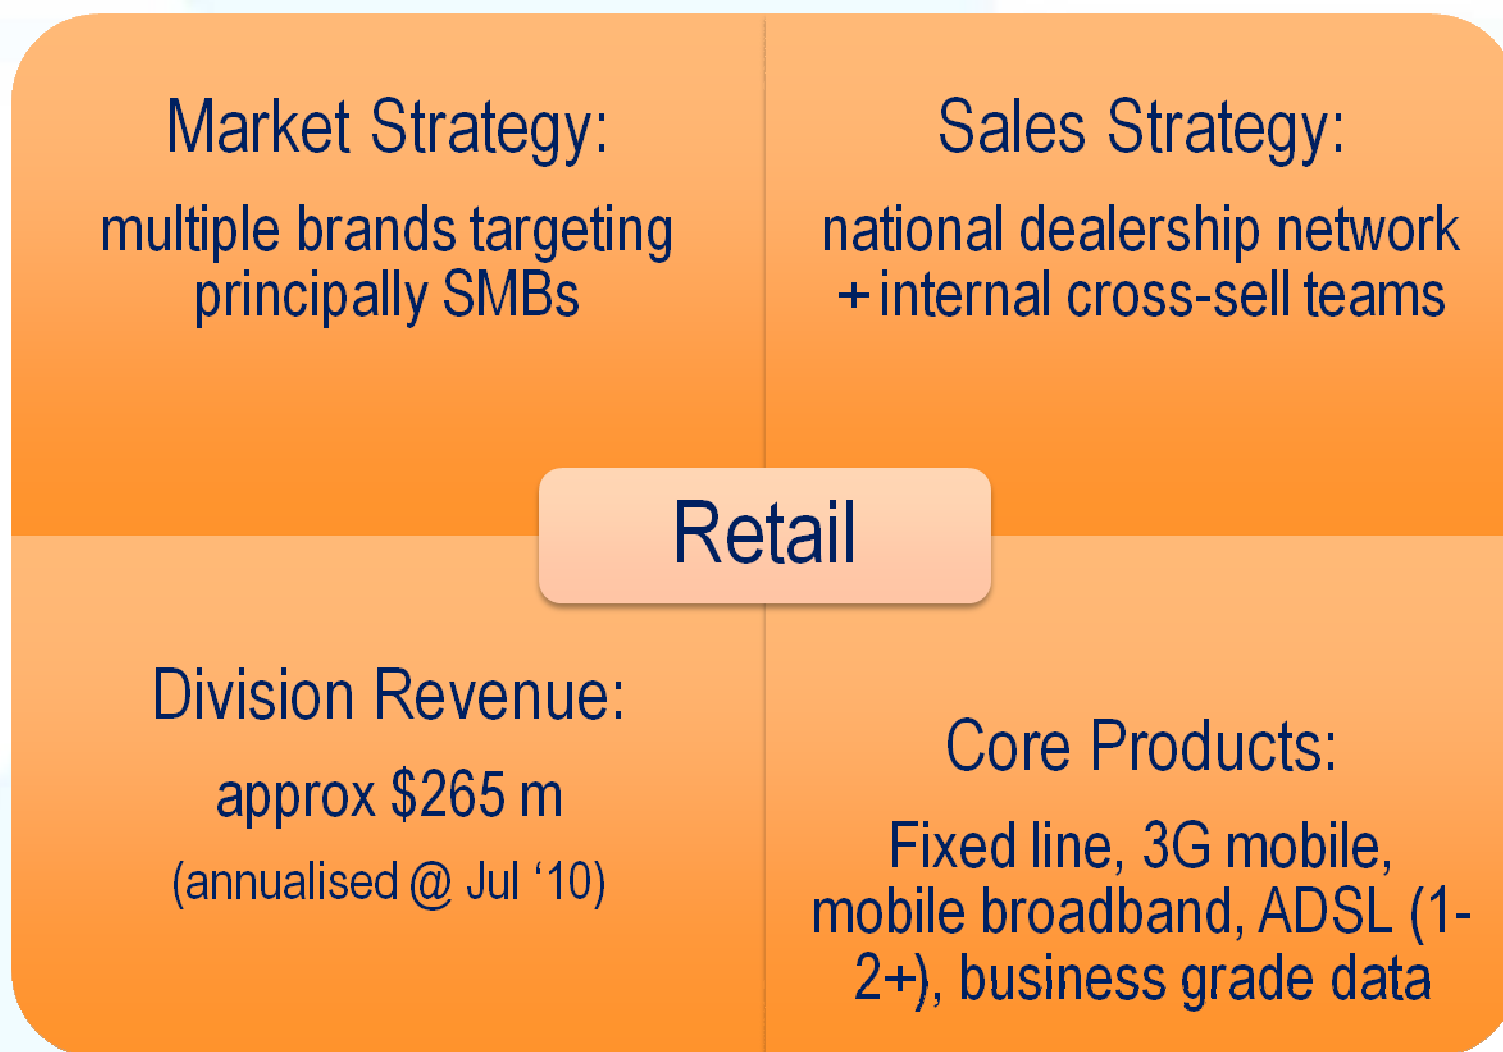 Market Strategy:
multiple brands targeting
principally SMBs
Sales Strategy:
national dealership network
+ internal cross-sell teams
Retail
Division Revenue:
approx $265 m
(annualised @ Jul ‘10)
Core Products:
Fixed line, 3G mobile,
mobile broadband, ADSL (1-
2+), business grade data